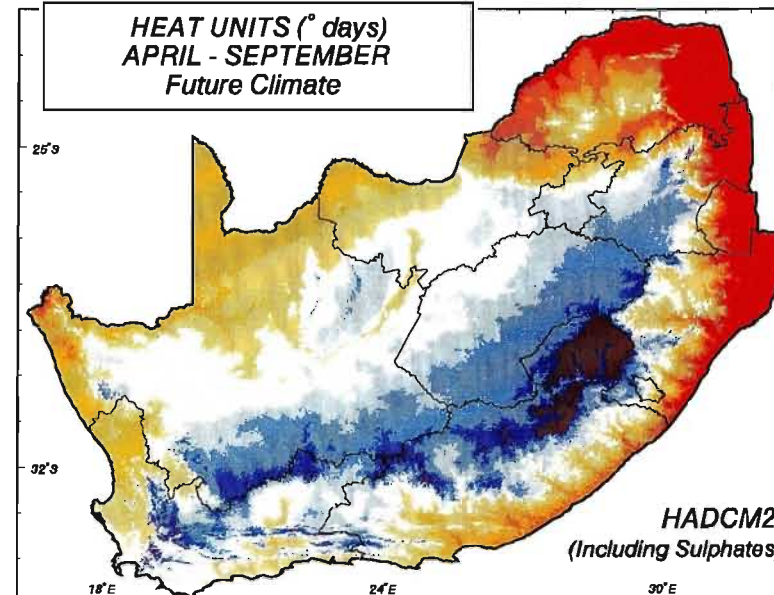 HEAT UNITS (° days)
APRIL - SEPTEMBER
Future Climate
25°S
32°S
HADCM2
(Including Sulphates
18°E
24°E
30°E